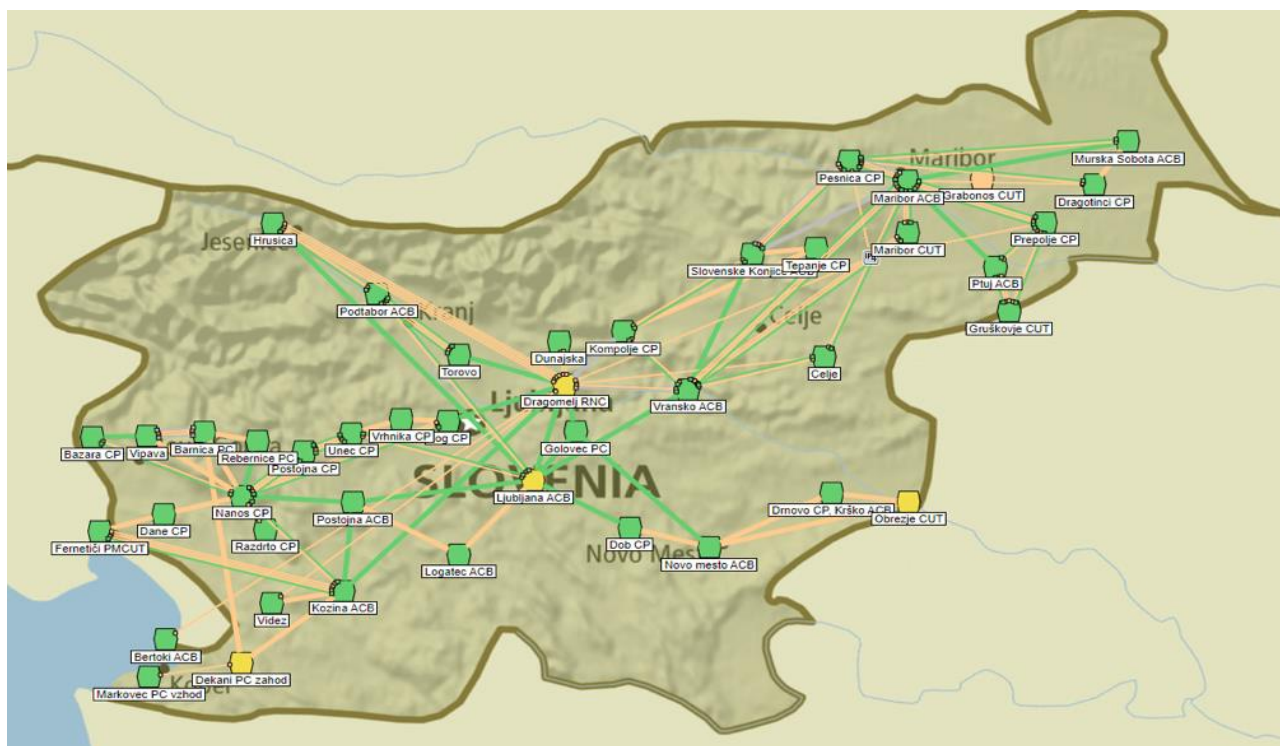 Murska Sobota ACB
Maribor
Pesnica CP
Maribor ACB
Grabonos CUT
Dragotinci CP
Hrusica
Maribor CUT
Prepolje CP
Slovenske Konjice ACB
Tepanje CP
Ptuj ACB
Podtabor ACB
Kranj
Celje
Gruškovje CUT
Dunajska
Kompolje CP
Torovo
Celje
Dragomelj RNC
Vransko ACB
Vrhnika CP
Golovec PC
Bazara CP
Vipava
Barnica PC
Rebernice PC
Unec CP
Postojna CP
SLOVENIA
Ljubljana ACB
Nanos CP
Postojna ACB
Drnovo CP, Krško ACB
Obrezje CUT
Dane CP
Razdrto CP
Dob CP
Fernetiči PMCUT
Logatec ACB
Novo mesto ACB
Videz
Kozina ACB
Bertoki ACB
Dekani PC zahod
Markovec PC vzhod